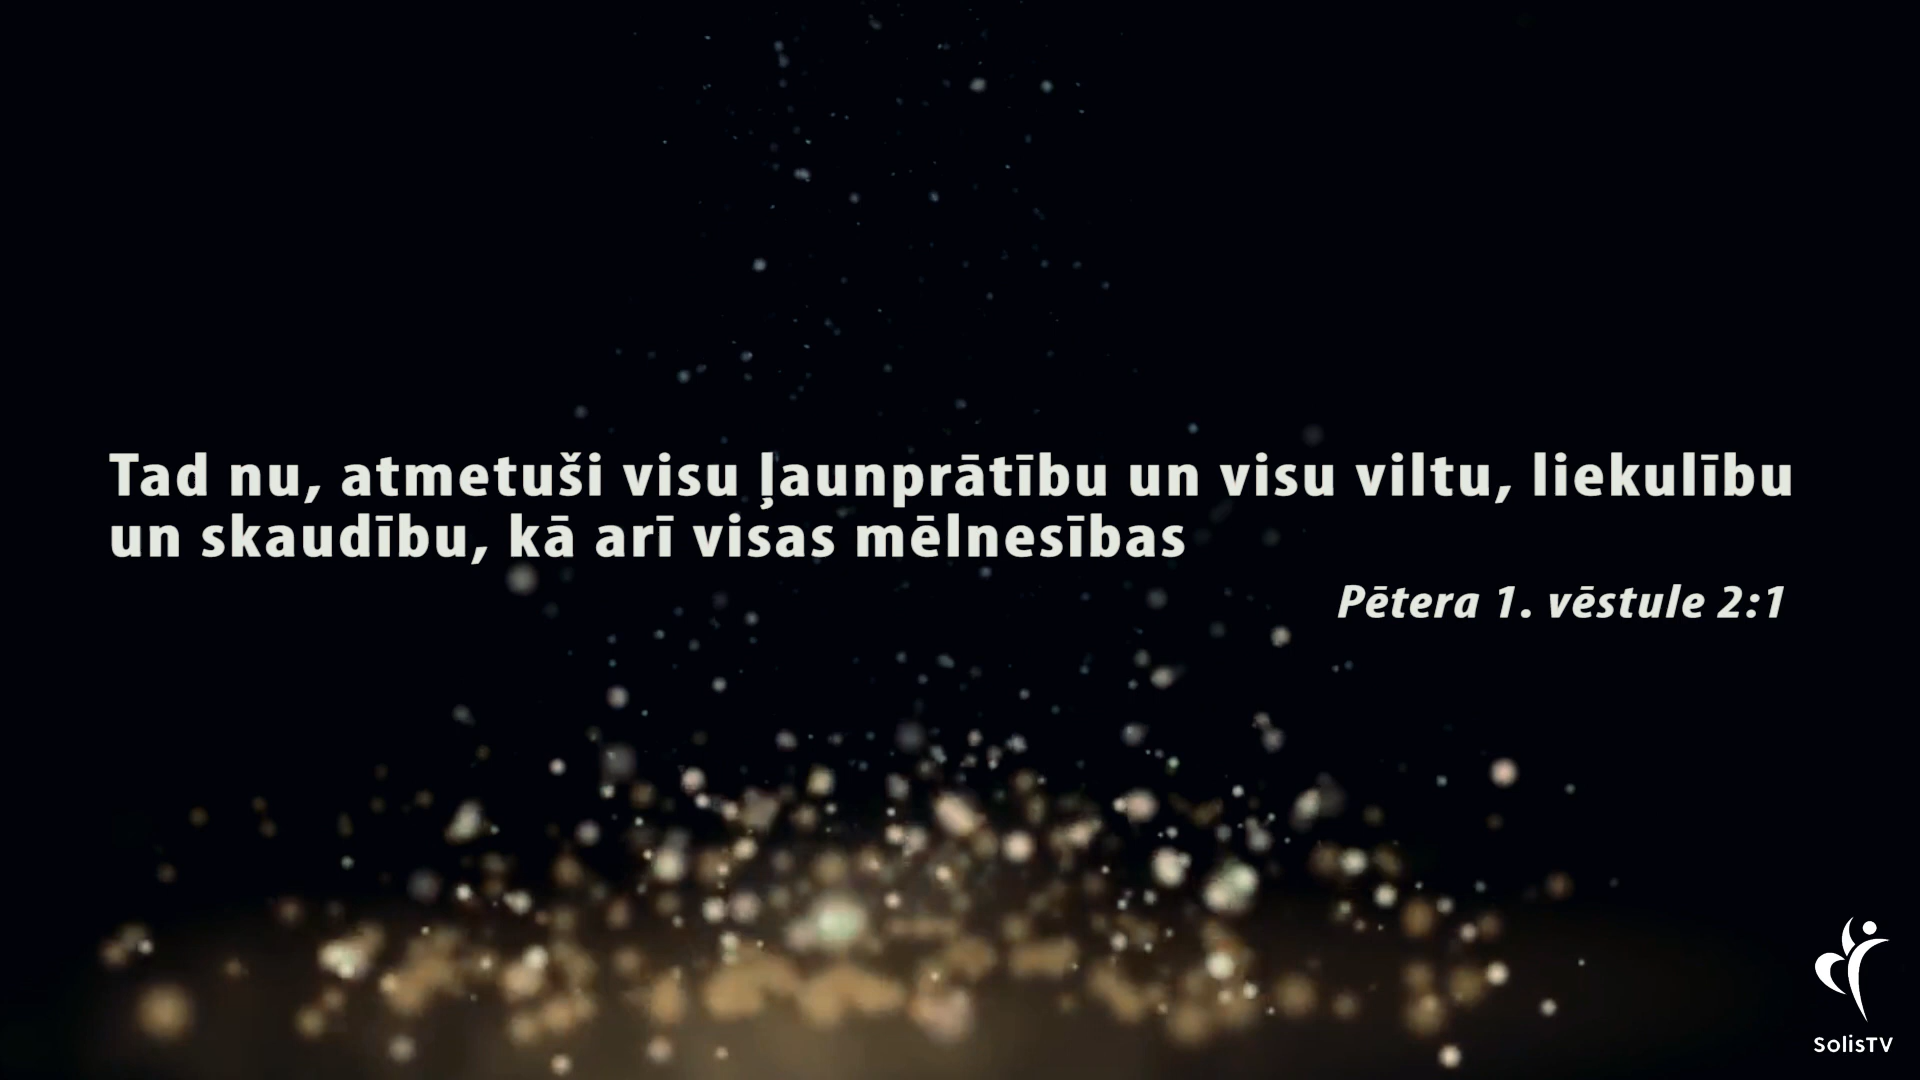 Tad nu, atmetuši visu ļaunprātību un visu viltu, liekulību
un skaudību, kā arī visas mēlnesības
Pētera 1. vēstule 2:1
SolisTV